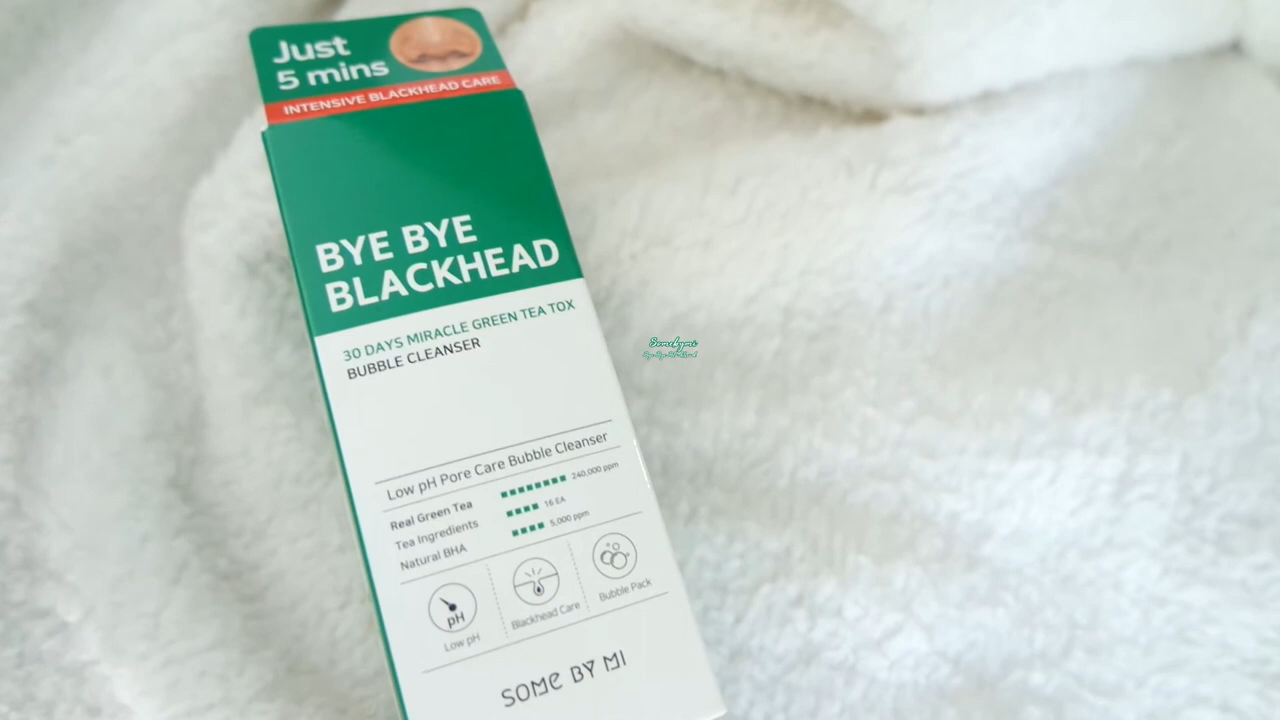 Just
5 mins
INTENSIVE BLACKHEAD CARE
BYE BYE
BLACKHEAD
30 DAYS MIRACLE GREEN TEA TOX
BUBBLE CLEANSER
Low pH Pore Care Bubble Cleanser
Real Green Tea 240,000 ppm
Tea Ingredients 16 EA
Natural BHA 5,000 ppm
pH
Low pH Blackhead Care Bubble Pack
SOME BY MI
Somebymi